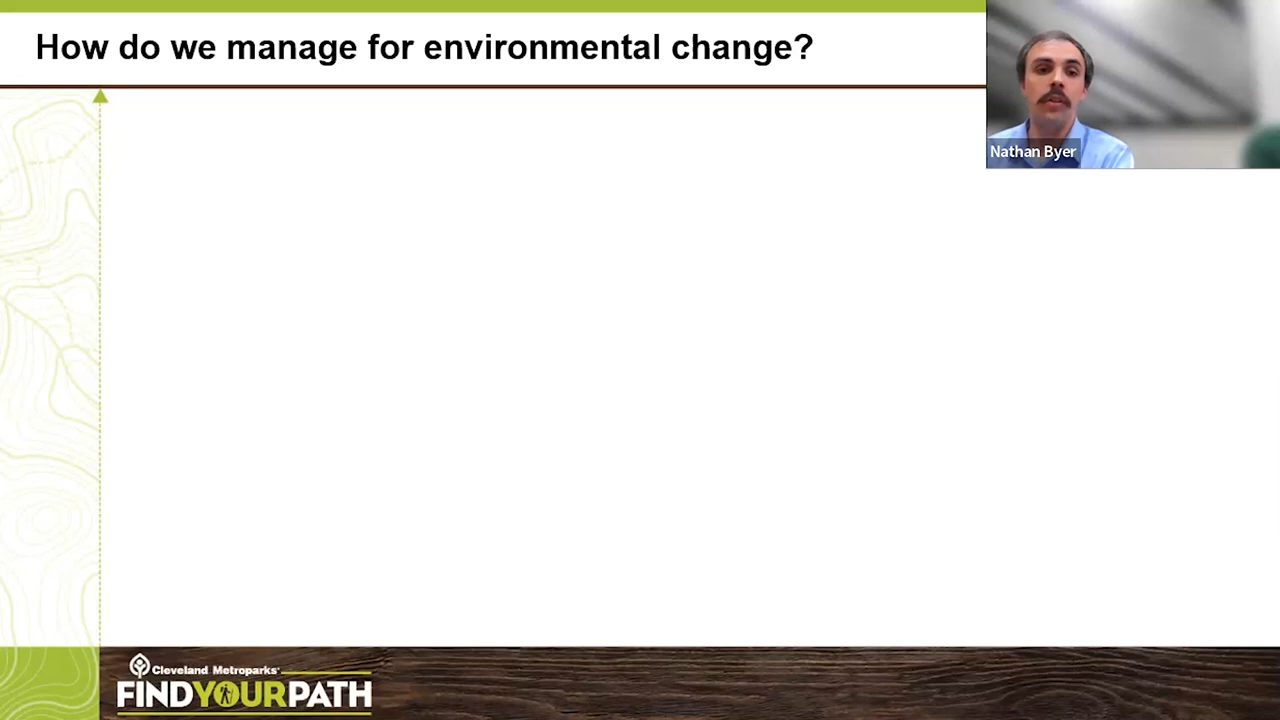 How do we manage for environmental change?
Nathan Byer
Cleveland Metroparks
FINDYOURPATH